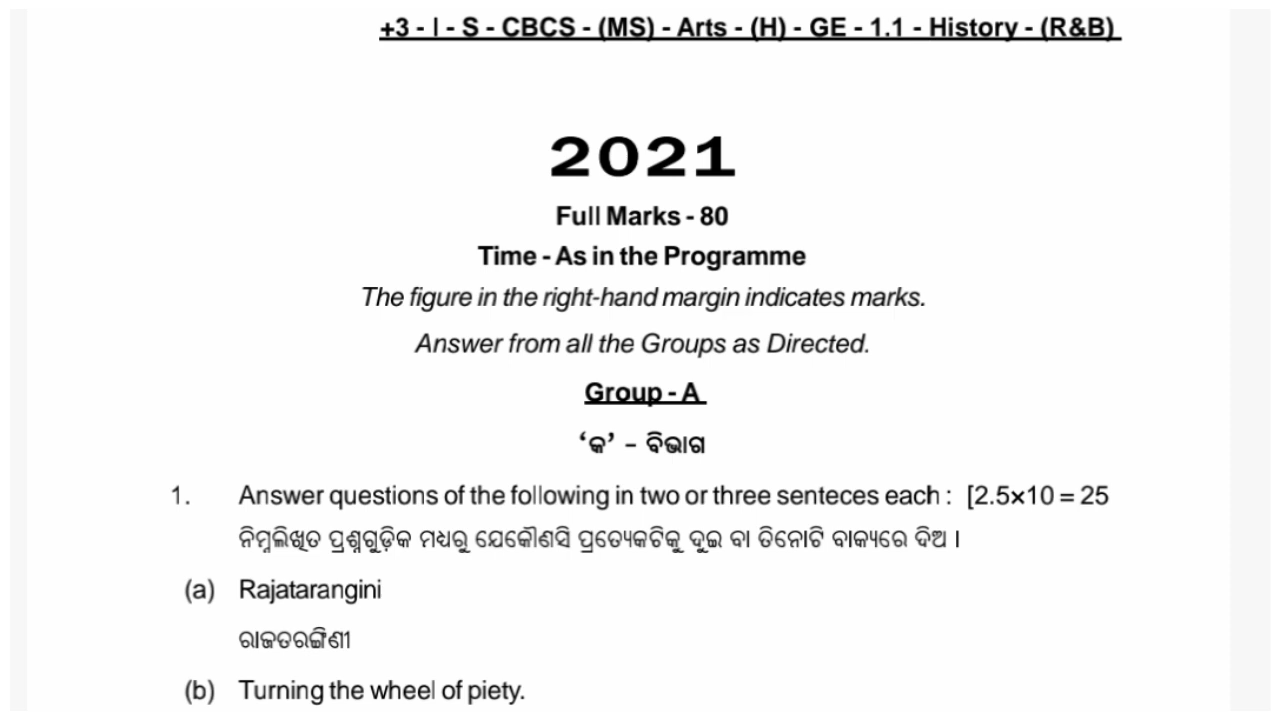 +3 - I - S - CBCS - (MS) - Arts - (H) - GE - 1.1 - History - (R&B)
2021
Full Marks - 80
Time - As in the Programme
The figure in the right-hand margin indicates marks.
Answer from all the Groups as Directed.
Group - A
‘କ’ – ବିଭାଗ
1. Answer questions of the following in two or three senteces each : [2.5×10 = 25
ନିମ୍ନଲିଖିତ ପ୍ରଶ୍ନଗୁଡ଼ିକ ମଧ୍ୟରୁ ଯେକୌଣସି ପ୍ରତ୍ୟେକଟିକୁ ଦୁଇ ବା ତିନୋଟି ବାକ୍ୟରେ ଦିଅ ।
(a) Rajatarangini
ରାଜତରଙ୍ଗିଣୀ
(b) Turning the wheel of piety.